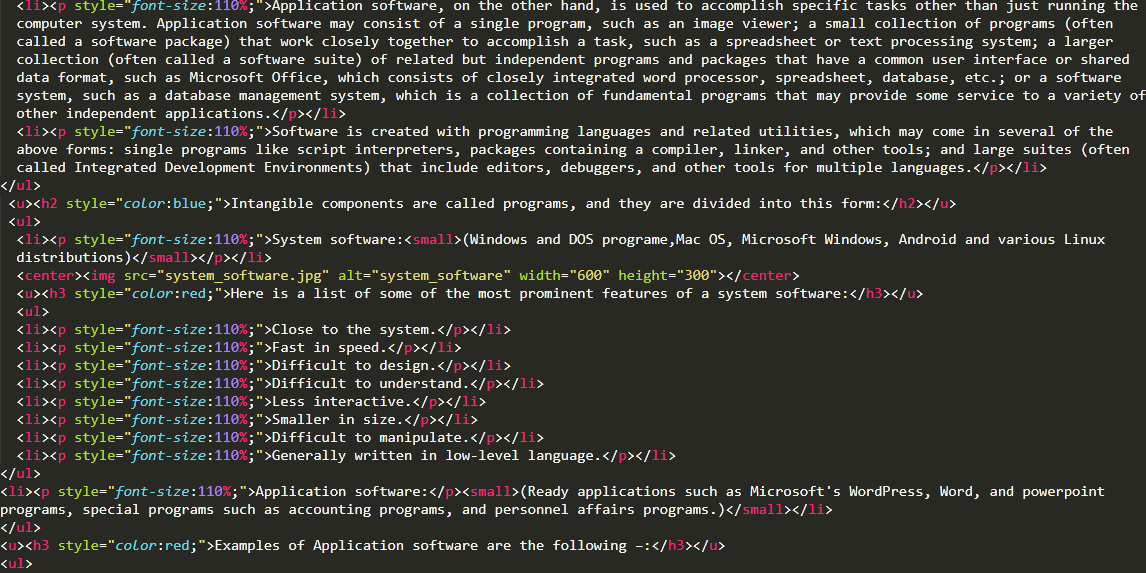 <li><p style="font-size:110%;">Application software, on the other hand, is used to accomplish specific tasks other than just running the
computer system. Application software may consist of a single program, such as an image viewer; a small collection of programs (often
called a software package) that work closely together to accomplish a task, such as a spreadsheet or text processing system; a larger
collection (often called a software suite) of related but independent programs and packages that have a common user interface or shared
data format, such as Microsoft Office, which consists of closely integrated word processor, spreadsheet, database, etc.; or a software
system, such as a database management system, which is a collection of fundamental programs that may provide some service to a variety of
other independent applications.</p></li>
<li><p style="font-size:110%;">Software is created with programming languages and related utilities, which may come in several of the
above forms: single programs like script interpreters, packages containing a compiler, linker, and other tools; and large suites (often
called Integrated Development Environments) that include editors, debuggers, and other tools for multiple languages.</p></li>
</ul>
<u><h2 style="color:blue;">Intangible components are called programs, and they are divided into this form:</h2></u>
<ul>
<li><p style="font-size:110%;">System software:<small>(Windows and DOS programe,Mac OS, Microsoft Windows, Android and various Linux
distributions)</small></p></li>
<center><img src="system_software.jpg" alt="system_software" width="600" height="300"></center>
<u><h3 style="color:red;">Here is a list of some of the most prominent features of a system software:</h3></u>
<ul>
<li><p style="font-size:110%;">Close to the system.</p></li>
<li><p style="font-size:110%;">Fast in speed.</p></li>
<li><p style="font-size:110%;">Difficult to design.</p></li>
<li><p style="font-size:110%;">Difficult to understand.</p></li>
<li><p style="font-size:110%;">Less interactive.</p></li>
<li><p style="font-size:110%;">Smaller in size.</p></li>
<li><p style="font-size:110%;">Difficult to manipulate.</p></li>
<li><p style="font-size:110%;">Generally written in low-level language.</p></li>
</ul>
<li><p style="font-size:110%;">Application software:</p><small>(Ready applications such as Microsoft's WordPress, Word, and powerpoint
programs, special programs such as accounting programs, and personnel affairs programs.)</small></li>
</ul>
<u><h3 style="color:red;">Examples of Application software are the following –:</h3></u>
<ul>